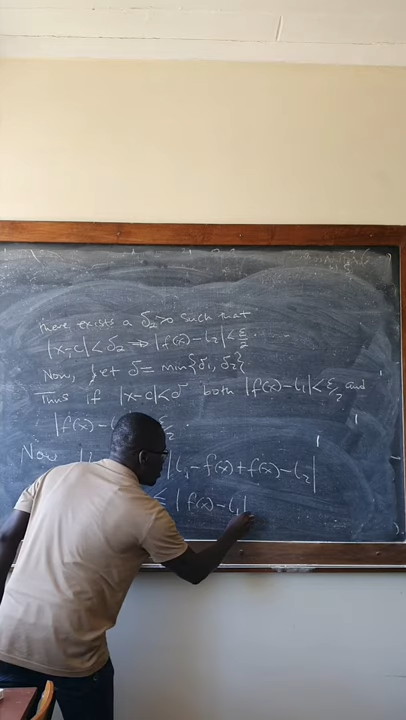 there exists a δ₂>0 such that
|x-c|<δ₂ ⇒ |f(x)-L₂|<ε/2
Now, let δ= min{δ₁, δ₂}
Thus if |x-c|<δ both |f(x)-L₁|<ε/2 and
|f(x)-
Now |L₁-f(x)+f(x)-L₂|
≤ |f(x)-L₁|